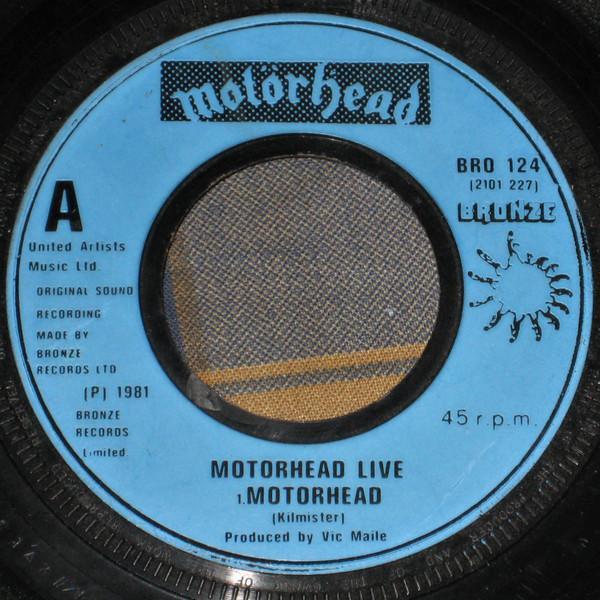 motörhead
BRO 124
(2101 227)
BRONZE
A
United Artists
Music Ltd.
ORIGINAL SOUND
RECORDING
MADE BY
BRONZE
RECORDS LTD
(P) 1981
BRONZE
RECORDS
Limited.
45 r.p.m.
MOTORHEAD LIVE
1.MOTORHEAD
(Kilmister)
Produced by Vic Maile